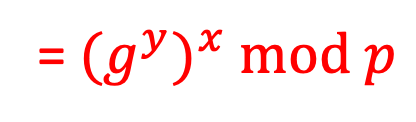 = (g^y)^x mod p